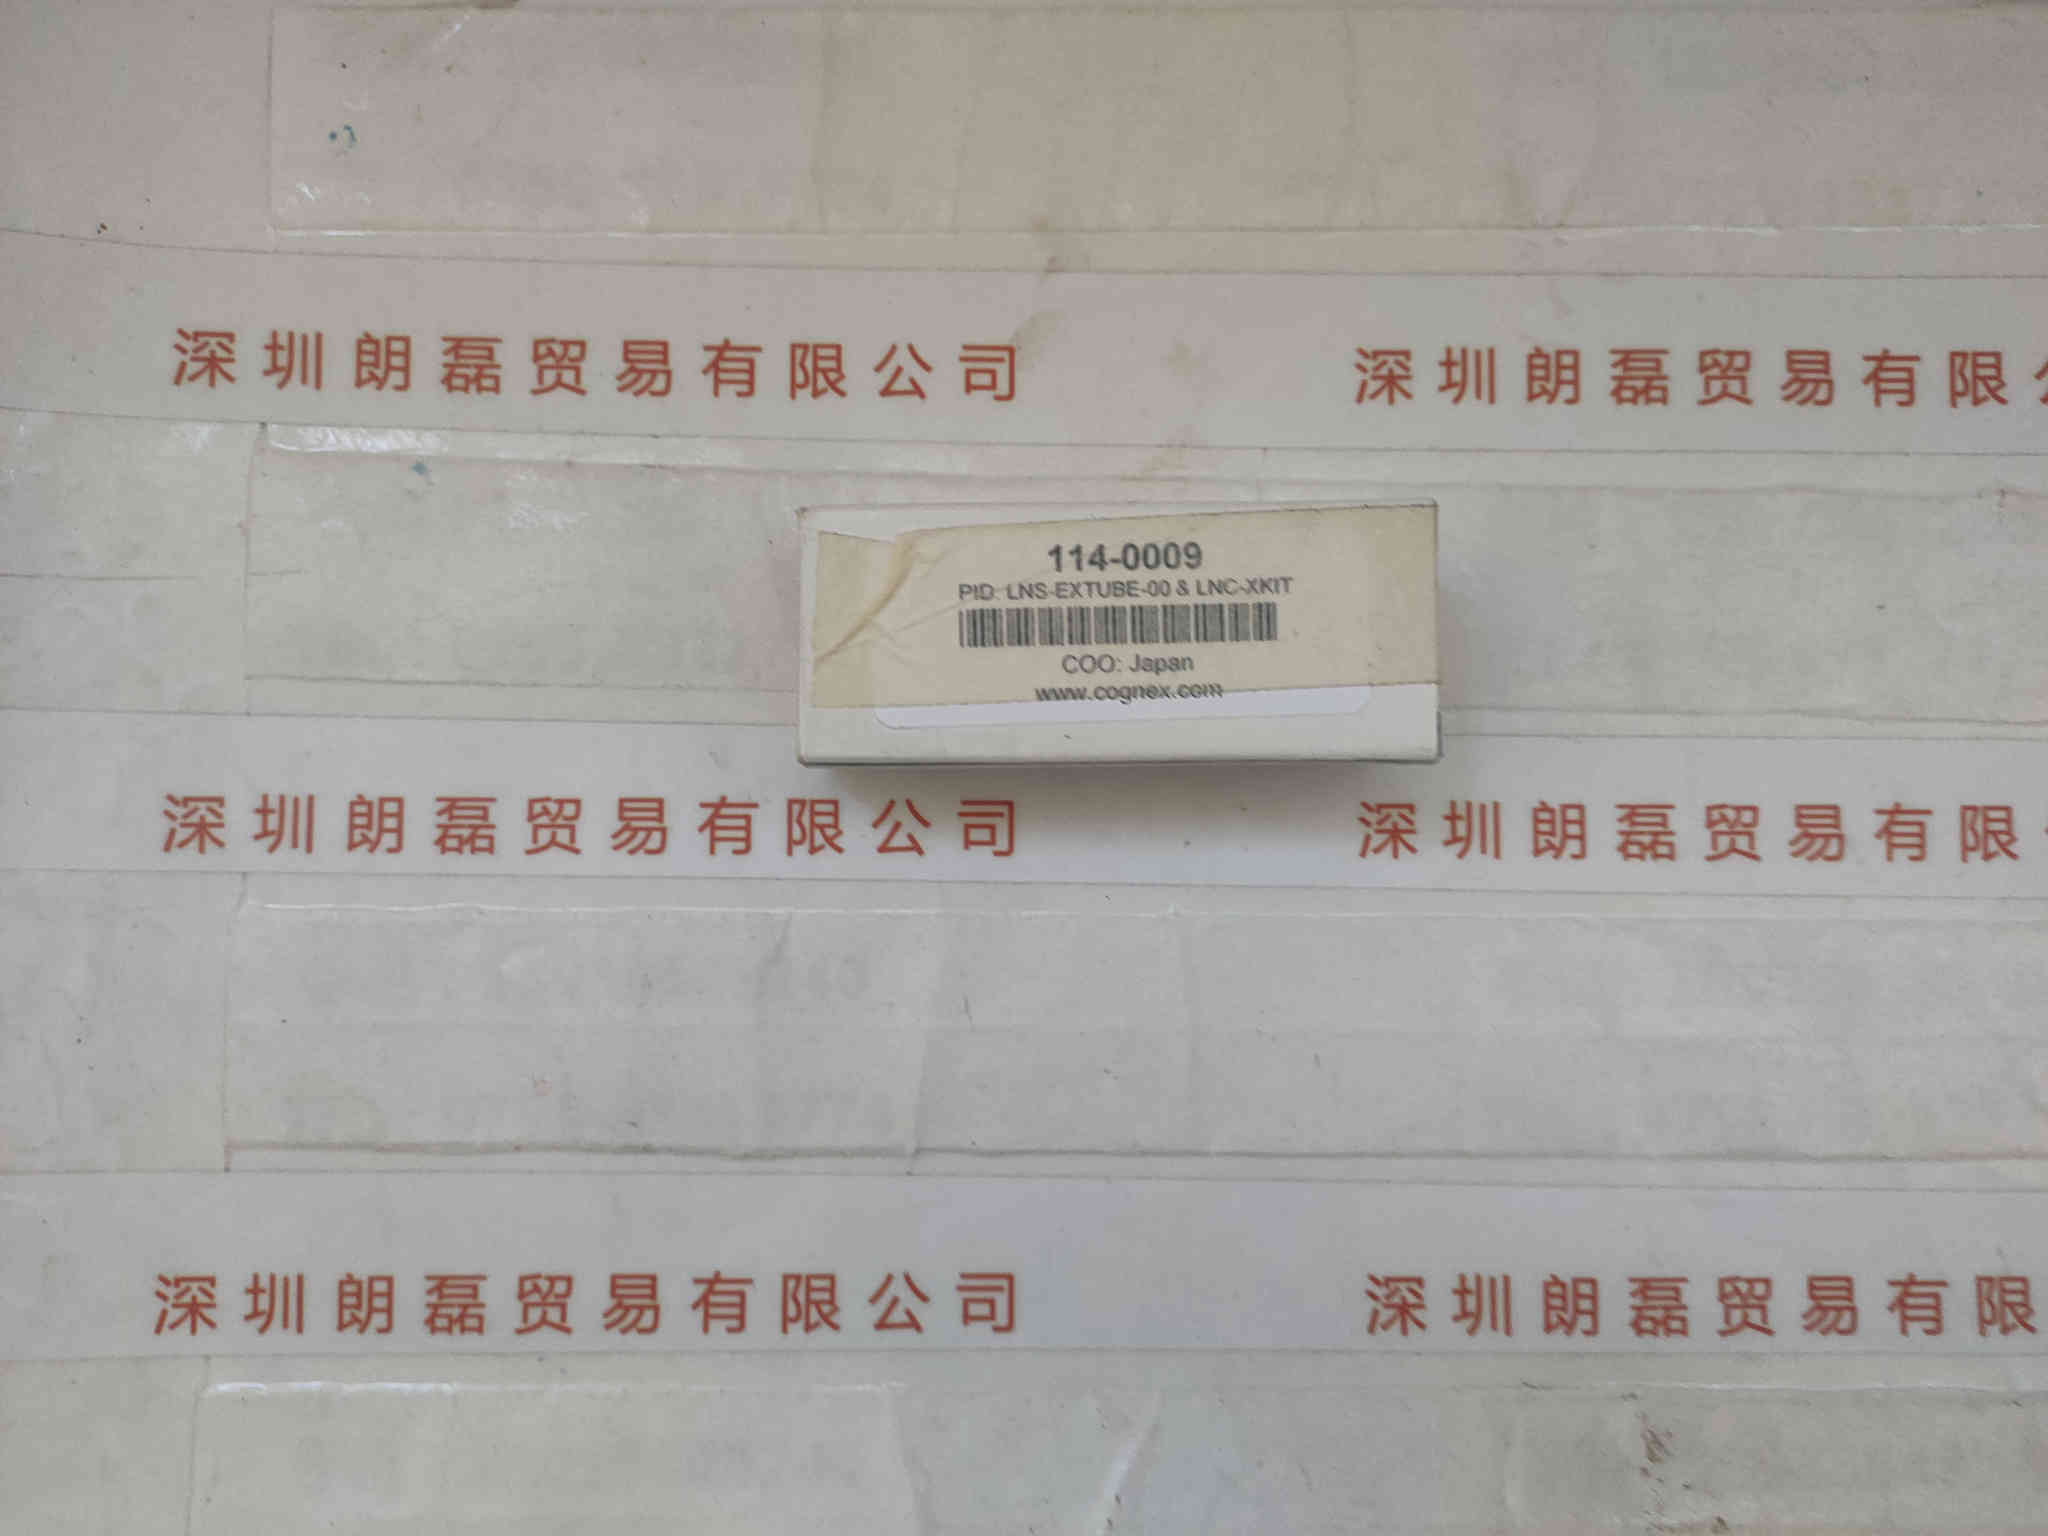 深圳朗磊贸易有限公司 深圳朗磊贸易有限
114-0009
PID: LNS-EXTUBE-00 & LNC-XKIT
COO: Japan
www.cognex.com
深圳朗磊贸易有限公司 深圳朗磊贸易有限
深圳朗磊贸易有限公司 深圳朗磊贸易有限